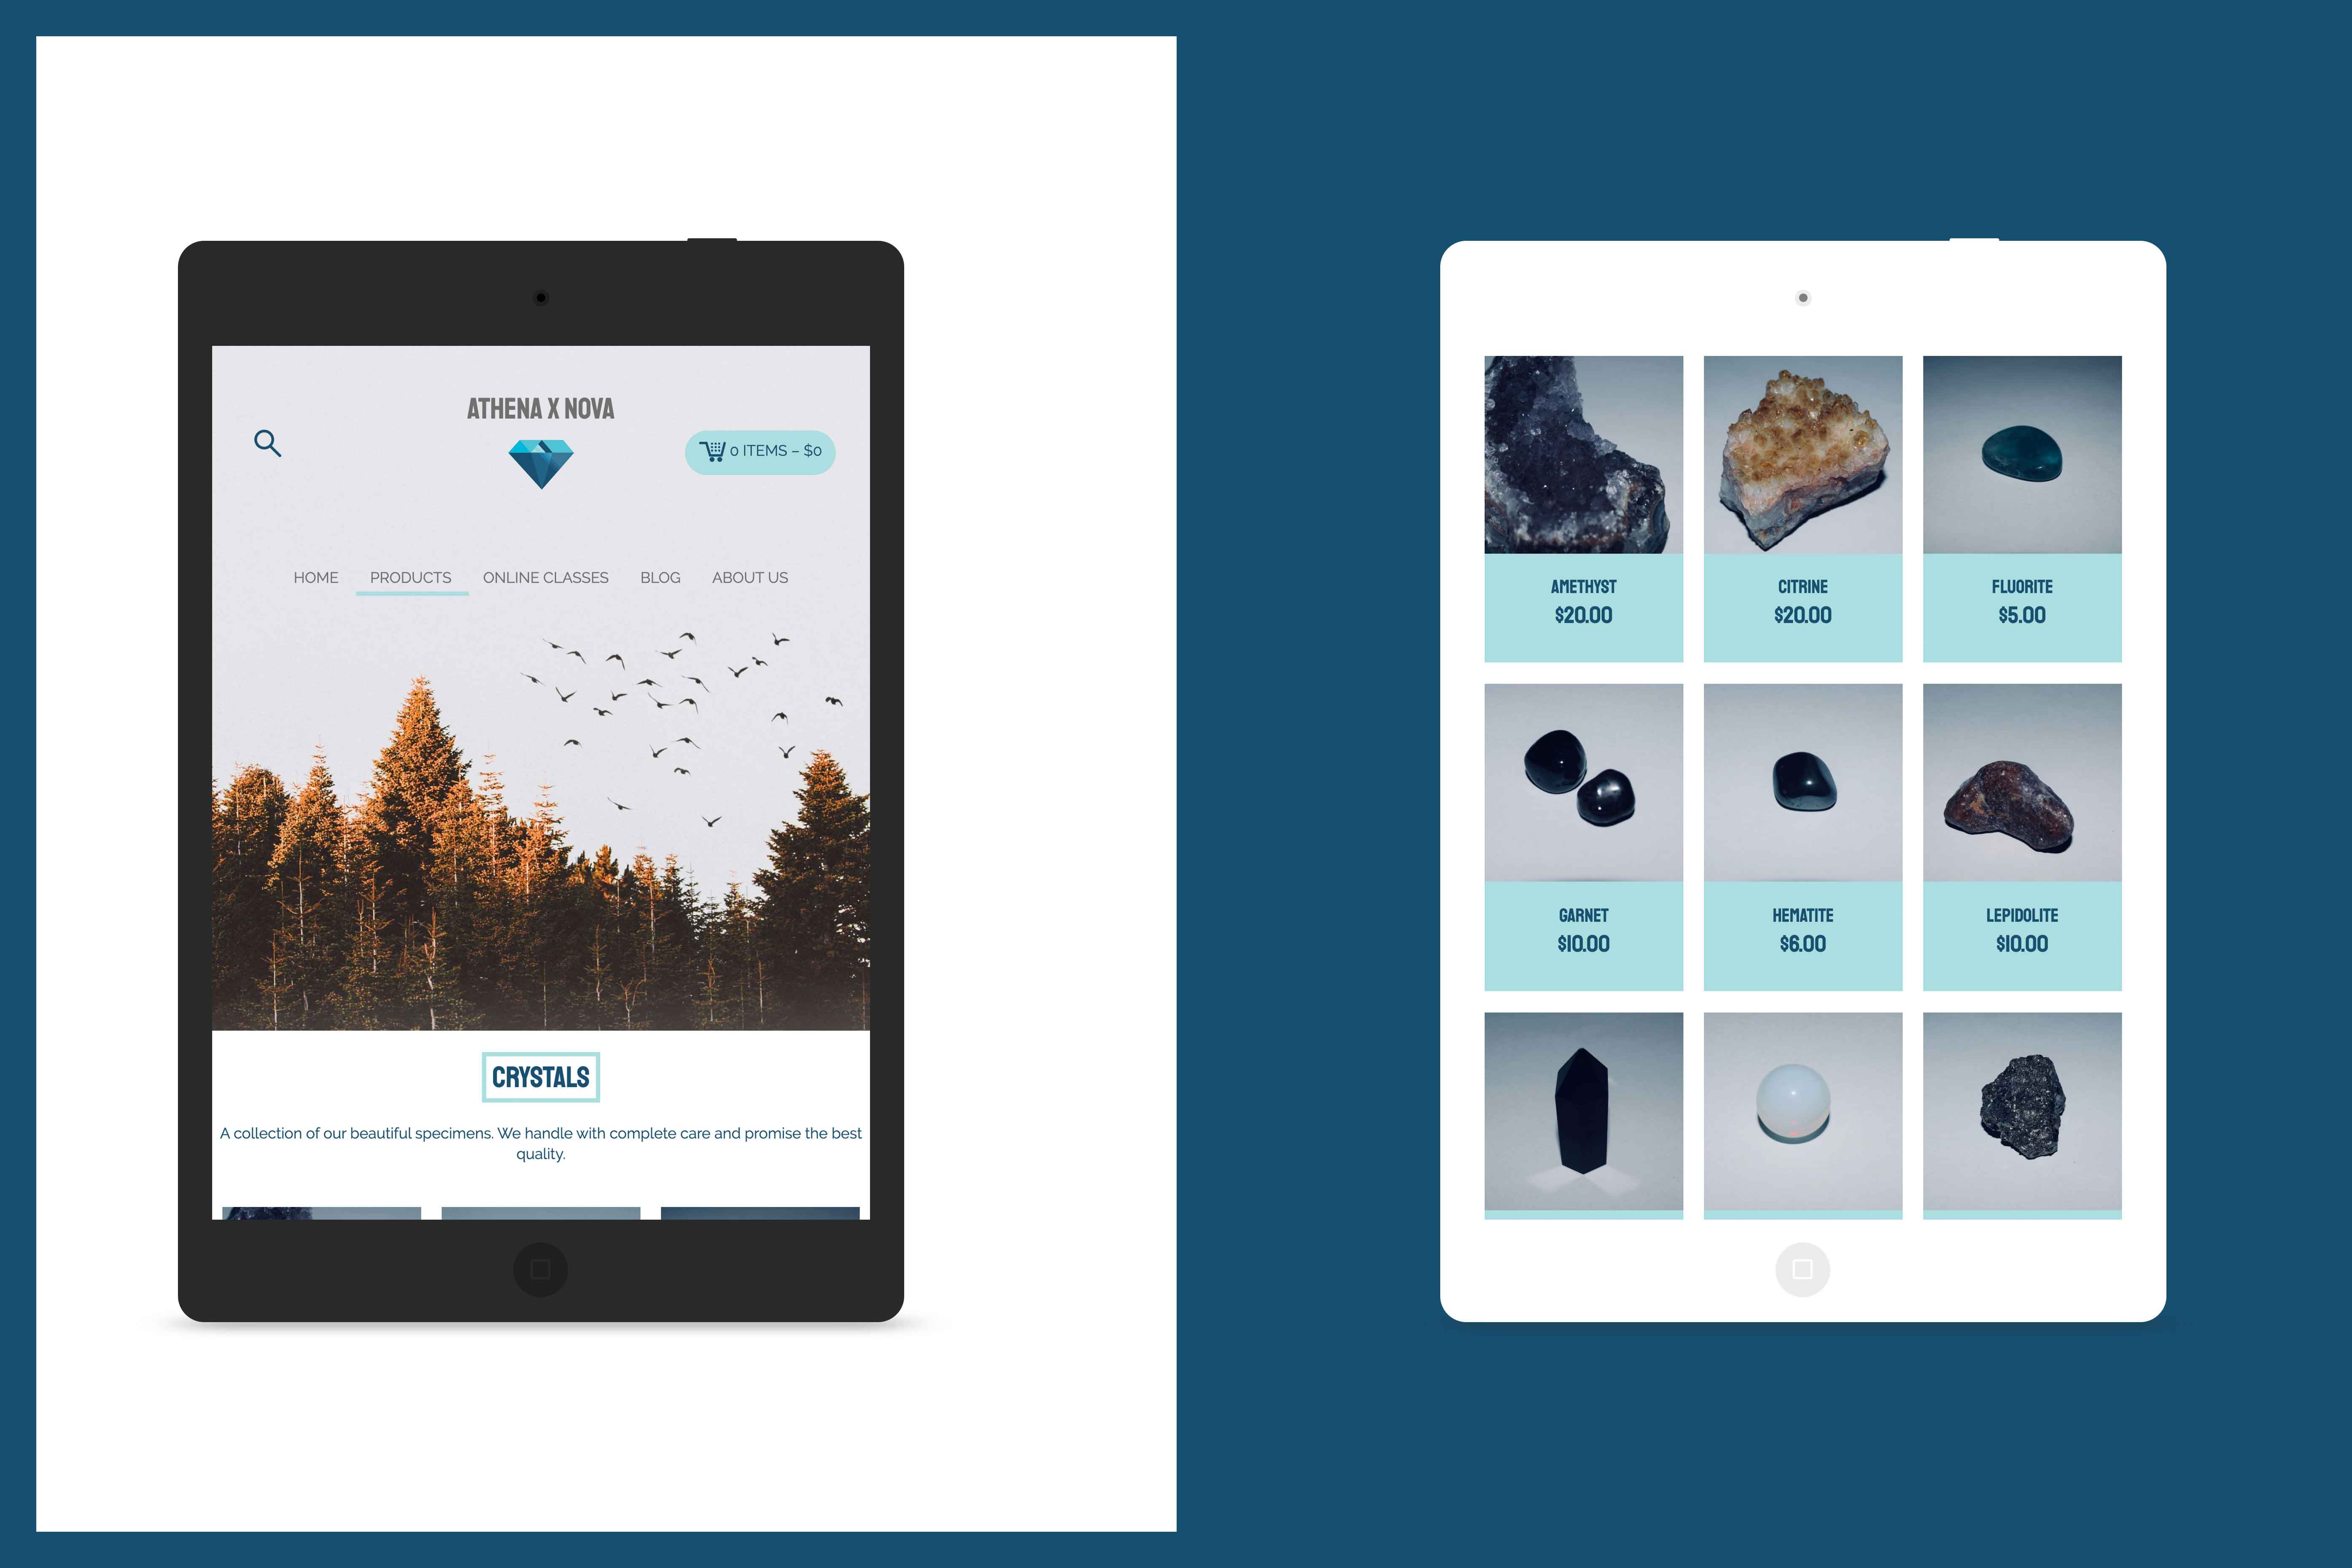 ATHENA X NOVA
0 ITEMS – $0
HOME PRODUCTS ONLINE CLASSES BLOG ABOUT US
CRYSTALS
A collection of our beautiful specimens. We handle with complete care and promise the best
quality.
AMETHYST
$20.00
CITRINE
$20.00
FLUORITE
$5.00
GARNET
$10.00
HEMATITE
$6.00
LEPIDOLITE
$10.00